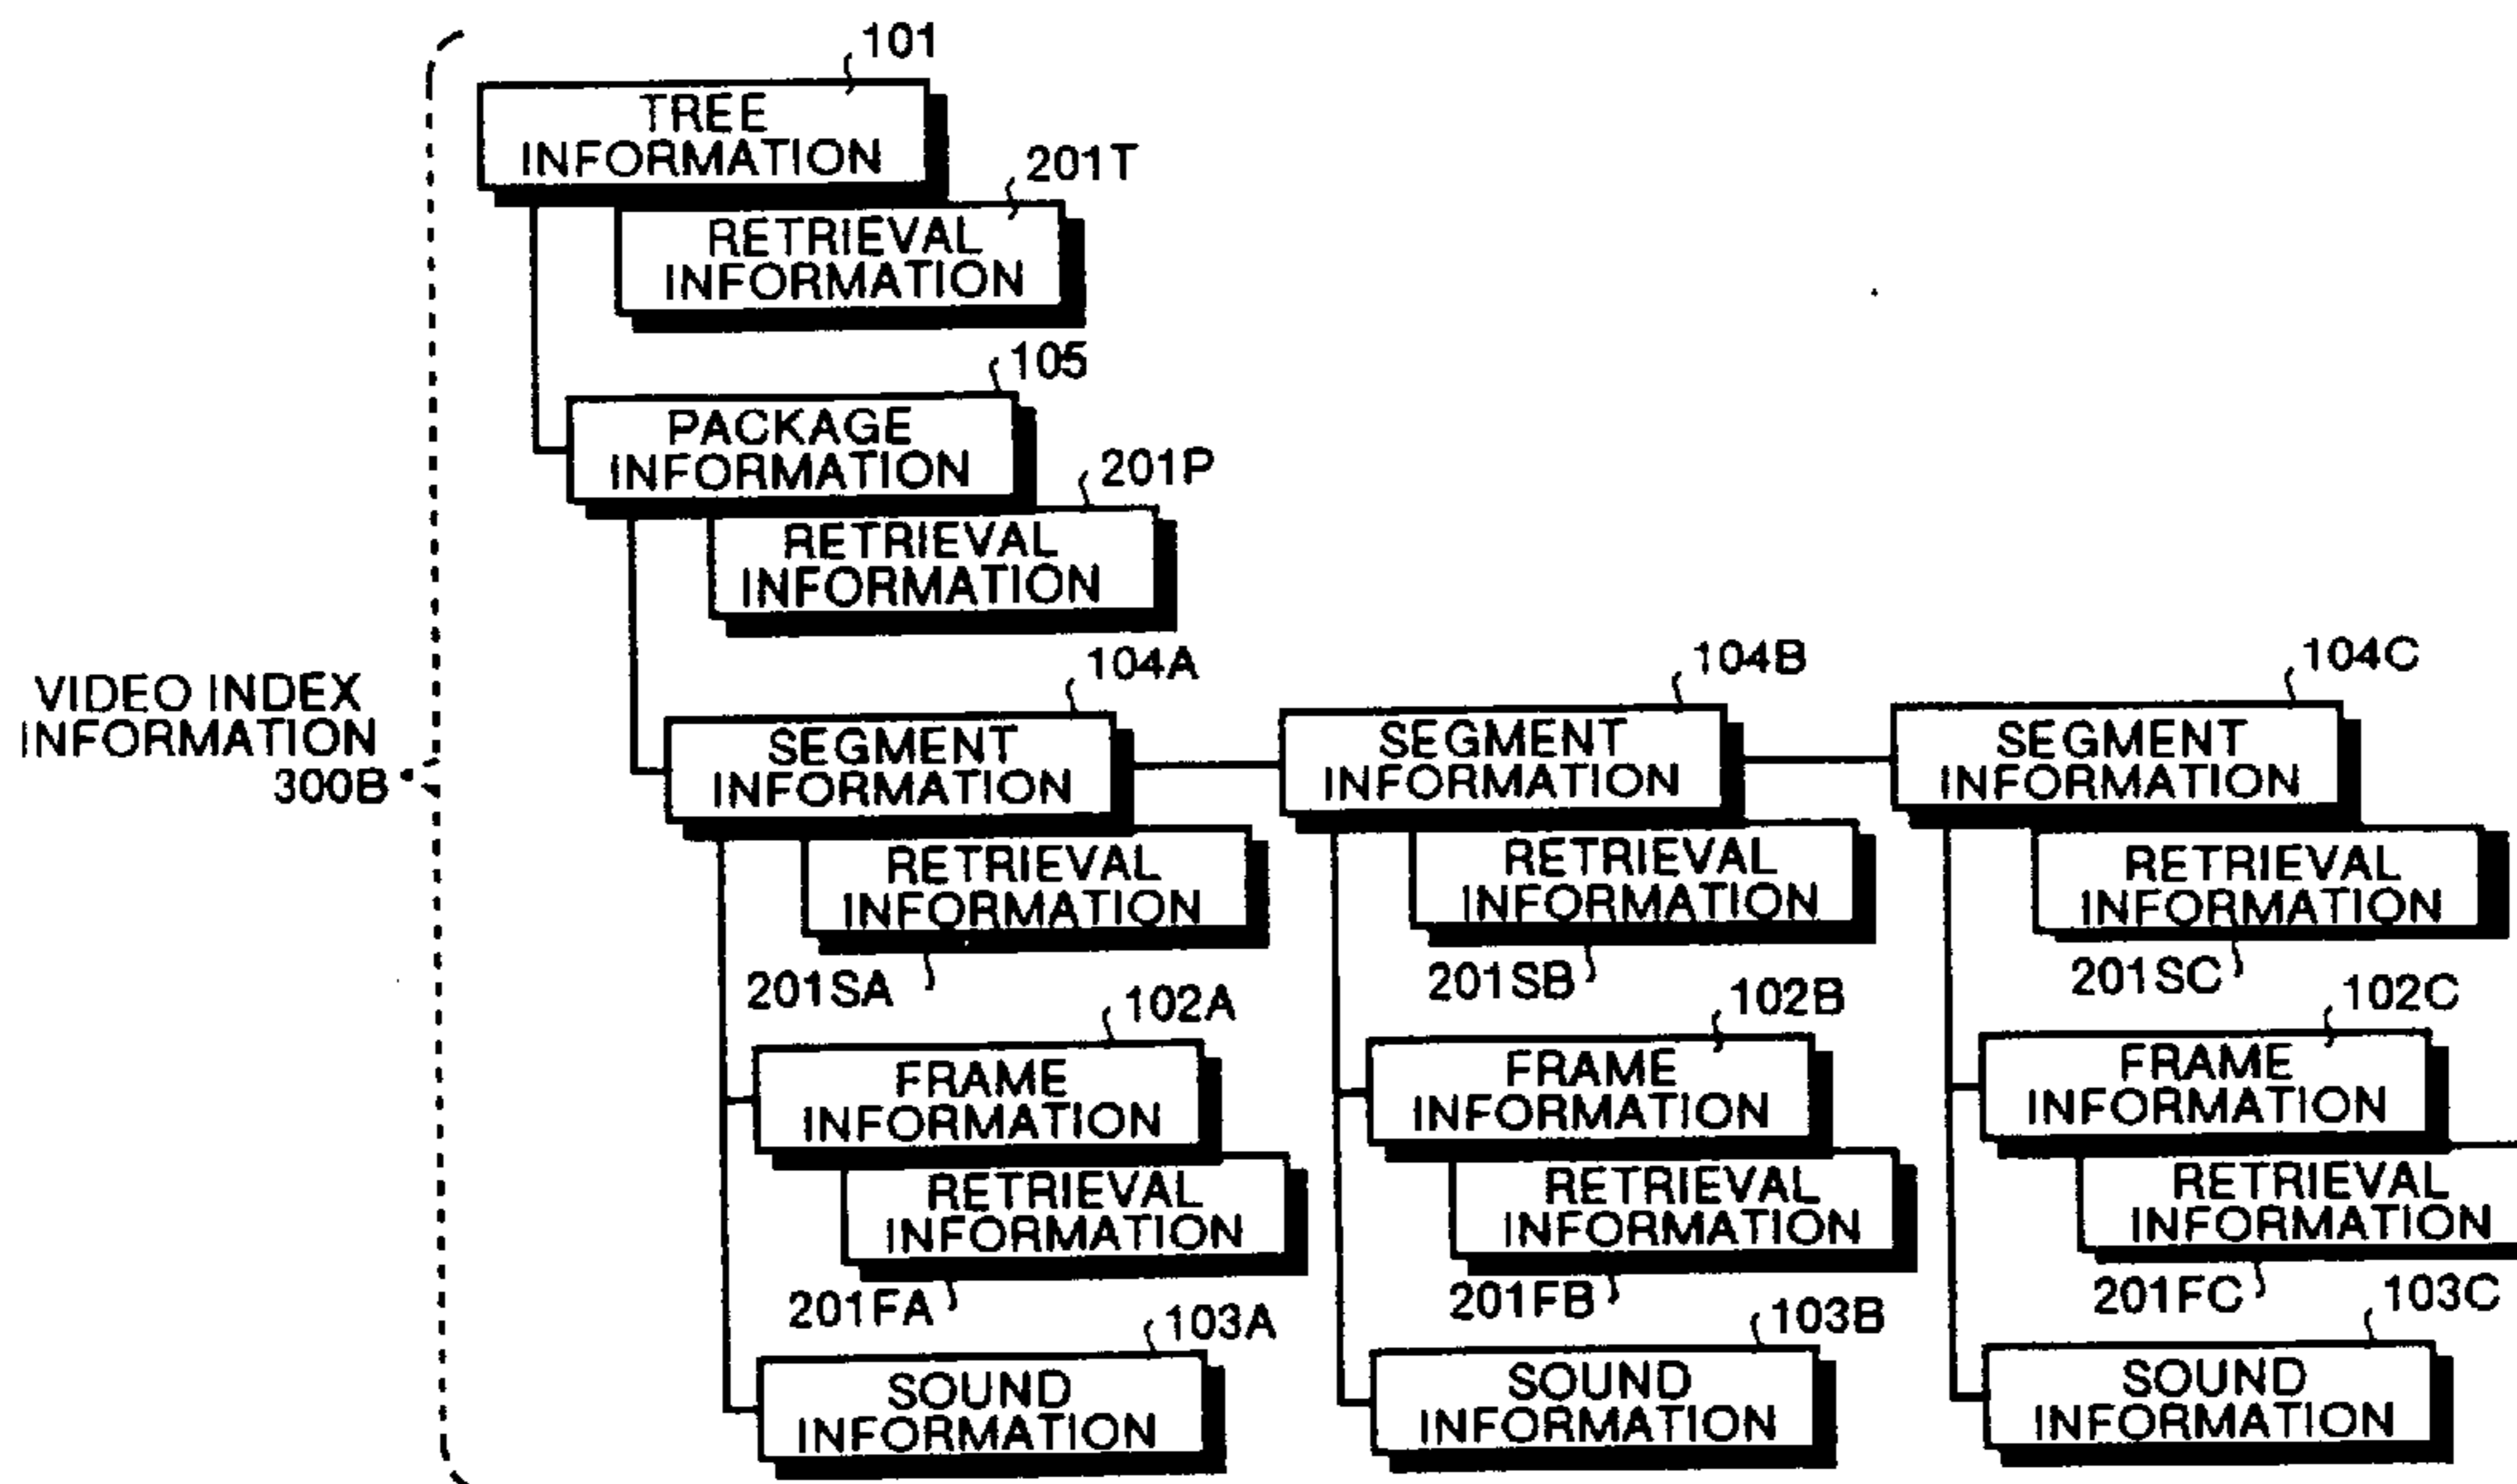 101
TREE
INFORMATION
201T
RETRIEVAL
INFORMATION
105
PACKAGE
INFORMATION
201P
RETRIEVAL
INFORMATION
VIDEO INDEX
INFORMATION
300B
104A
SEGMENT
INFORMATION
104B
SEGMENT
INFORMATION
104C
SEGMENT
INFORMATION
RETRIEVAL
INFORMATION
201SA
RETRIEVAL
INFORMATION
201SB
RETRIEVAL
INFORMATION
201SC
102A
FRAME
INFORMATION
102B
FRAME
INFORMATION
102C
FRAME
INFORMATION
RETRIEVAL
INFORMATION
201FA
RETRIEVAL
INFORMATION
201FB
RETRIEVAL
INFORMATION
201FC
103A
SOUND
INFORMATION
103B
SOUND
INFORMATION
103C
SOUND
INFORMATION